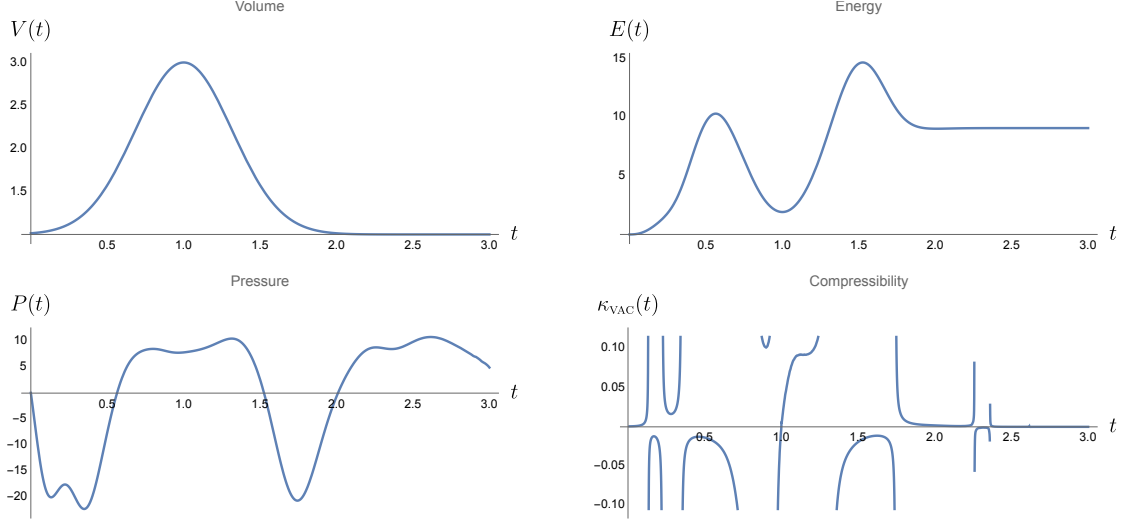 Volume
V(t)
3.0
2.5
2.0
1.5
0.5 1.0 1.5 2.0 2.5 3.0 t
Energy
E(t)
15
10
5
0.5 1.0 1.5 2.0 2.5 3.0 t
Pressure
P(t)
10
5
0.5 1.0 1.5 2.0 2.5 3.0 t
−5
−10
−15
−20
Compressibility
κVAC(t)
0.10
0.05
0.5 1.0 1.5 2.0 2.5 3.0 t
−0.05
−0.10